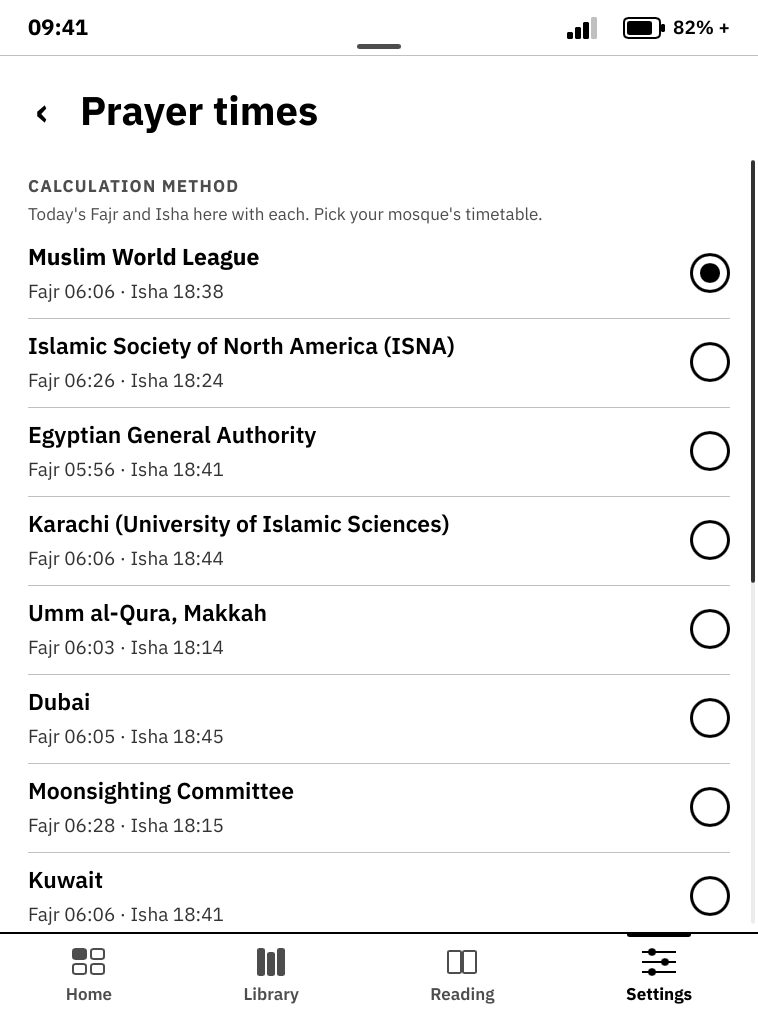 09:41
82% +
‹ Prayer times
CALCULATION METHOD
Today's Fajr and Isha here with each. Pick your mosque's timetable.
Muslim World League
Fajr 06:06 · Isha 18:38
Islamic Society of North America (ISNA)
Fajr 06:26 · Isha 18:24
Egyptian General Authority
Fajr 05:56 · Isha 18:41
Karachi (University of Islamic Sciences)
Fajr 06:06 · Isha 18:44
Umm al-Qura, Makkah
Fajr 06:03 · Isha 18:14
Dubai
Fajr 06:05 · Isha 18:45
Moonsighting Committee
Fajr 06:28 · Isha 18:15
Kuwait
Fajr 06:06 · Isha 18:41
Home
Library
Reading
Settings